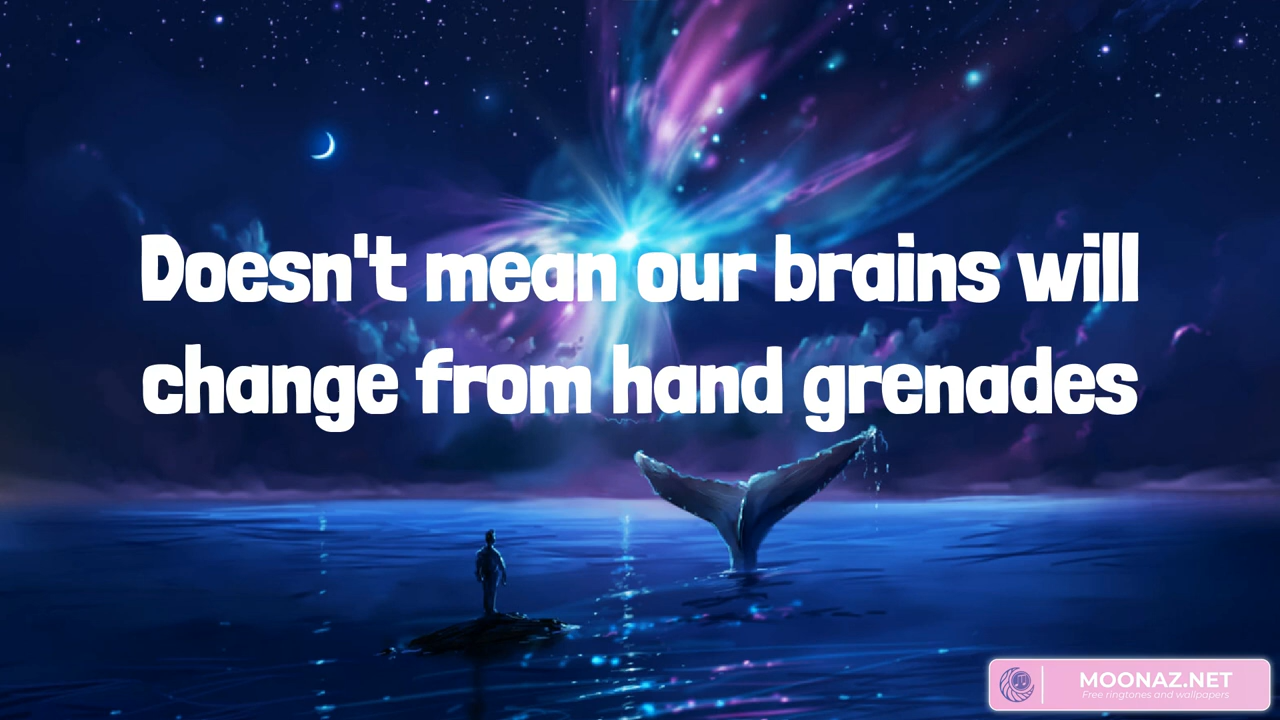 Doesn't mean our brains will
change from hand grenades
MOONAZ.NET
Free ringtones and wallpapers